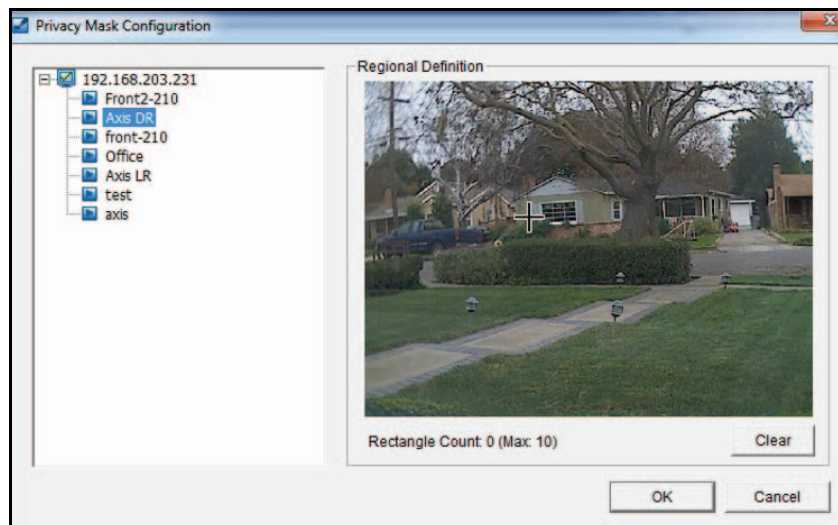 Privacy Mask Configuration
192.168.203.231
Front2-210
Axis DR
front-210
Office
Axis LR
test
axis
Regional Definition
Rectangle Count: 0 (Max: 10)
Clear
OK
Cancel